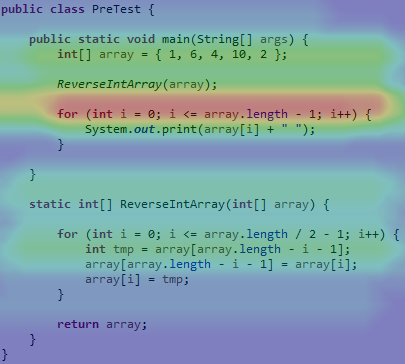 public class PreTest {
public static void main(String[] args) {
int[] array = { 1, 6, 4, 10, 2 };
ReverseIntArray(array);
for (int i = 0; i <= array.length - 1; i++) {
System.out.print(array[i] + " ");
}
}
static int[] ReverseIntArray(int[] array) {
for (int i = 0; i <= array.length / 2 - 1; i++) {
int tmp = array[array.length - i - 1];
array[array.length - i - 1] = array[i];
array[i] = tmp;
}
return array;
}
}